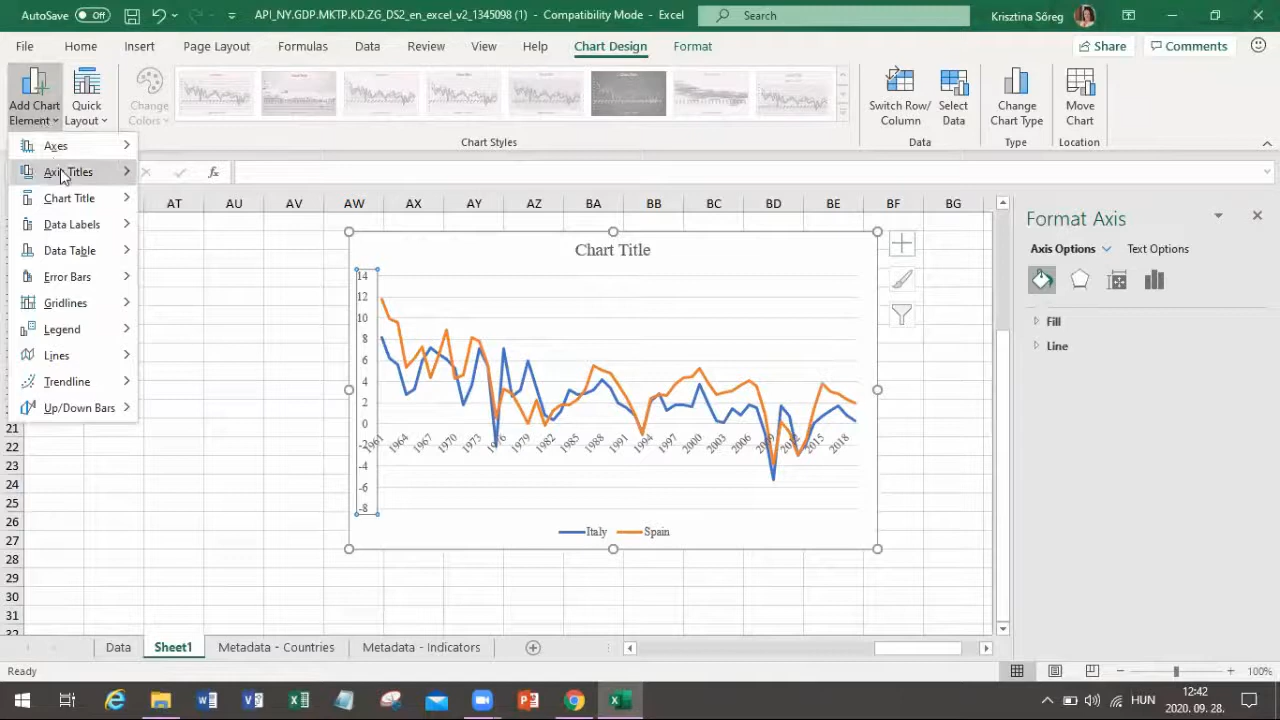 AutoSave Off
API_NY.GDP.MKTP.KD.ZG_DS2_en_excel_v2_1345098 (1) - Compatibility Mode - Excel
Search
Krisztina Sőreg
File Home Insert Page Layout Formulas Data Review View Help Chart Design Format
Share Comments
Add Chart Element
Quick Layout
Change Colors
Switch Row/ Column
Select Data
Change Chart Type
Move Chart
Chart Styles Data Type Location
Axes
Axis Titles
Chart Title
Data Labels
Data Table
Error Bars
Gridlines
Legend
Lines
Trendline
Up/Down Bars
fx
AT AU AV AW AX AY AZ BA BB BC BD BE BF BG
21
22
23
24
25
26
27
28
29
30
31
32
Chart Title
14
12
10
8
6
4
2
0
-2
-4
-6
-8
1961 1964 1967 1970 1973 1976 1979 1982 1985 1988 1991 1994 1997 2000 2003 2006 2009 2012 2015 2018
Italy Spain
Format Axis
Axis Options Text Options
Fill
Line
Data Sheet1 Metadata - Countries Metadata - Indicators
Ready
100%
HUN
12:42
2020. 09. 28.